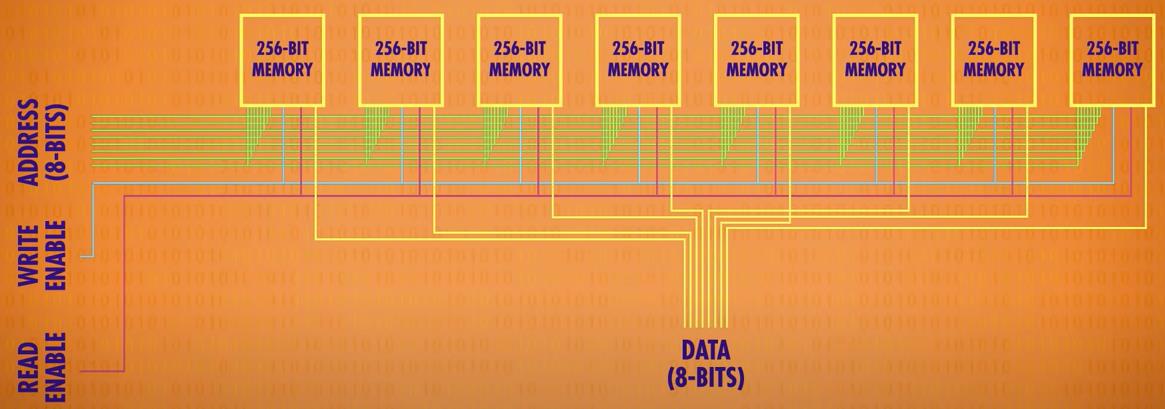 256-BIT
MEMORY
256-BIT
MEMORY
256-BIT
MEMORY
256-BIT
MEMORY
256-BIT
MEMORY
256-BIT
MEMORY
256-BIT
MEMORY
256-BIT
MEMORY
ADDRESS
(8-BITS)
WRITE
ENABLE
READ
ENABLE
DATA
(8-BITS)